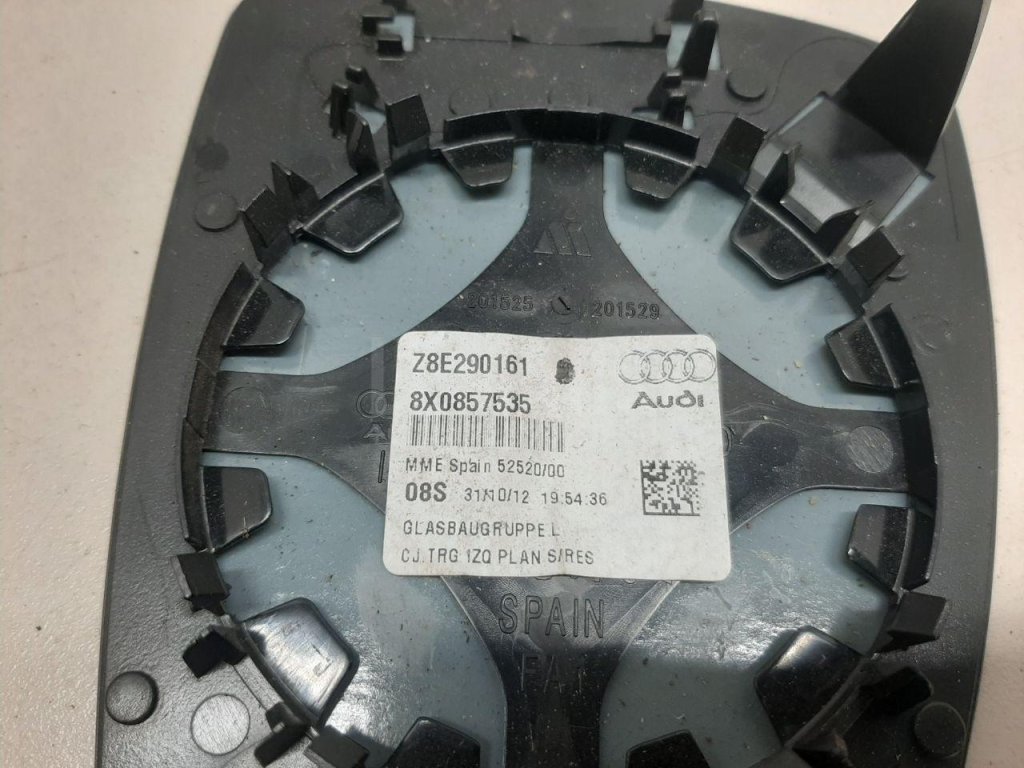 201525 201529
Z8E290161
8X0857535
Audi
MME Spain 52520/00
08S 31/10/12 19:54:36
GLASBAUGRUPPE L
CJ.TRG 1ZQ PLAN S/RES
SPAIN
FA1